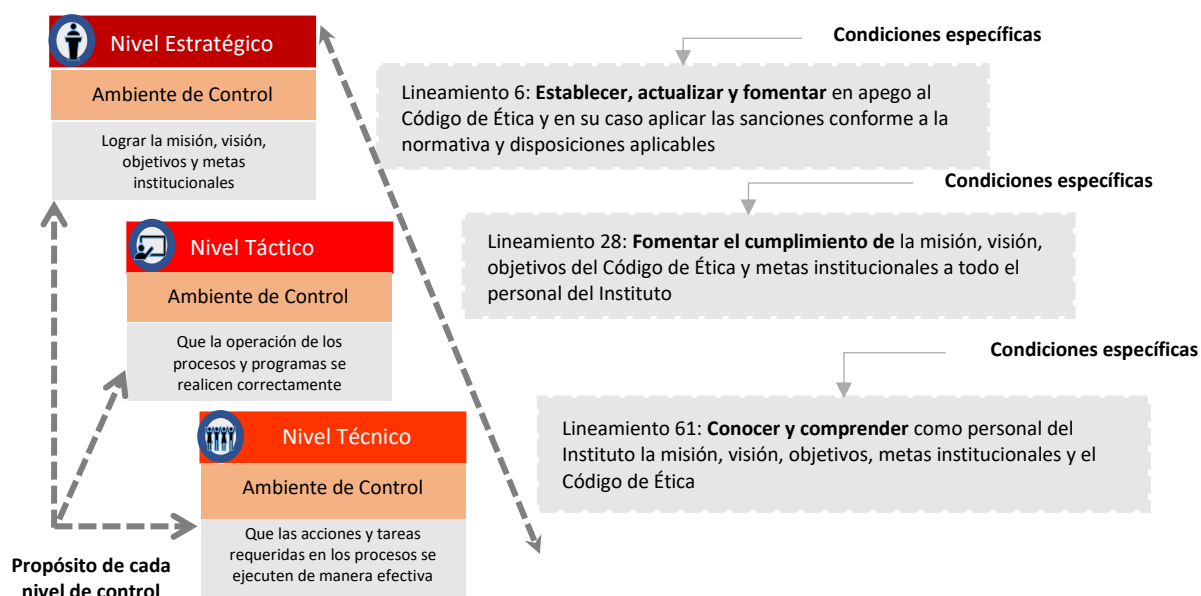 Nivel Estratégico
Ambiente de Control
Lograr la misión, visión,
objetivos y metas
institucionales
Condiciones específicas
Lineamiento 6: Establecer, actualizar y fomentar en apego al
Código de Ética y en su caso aplicar las sanciones conforme a la
normativa y disposiciones aplicables
Nivel Táctico
Ambiente de Control
Que la operación de los
procesos y programas se
realicen correctamente
Condiciones específicas
Lineamiento 28: Fomentar el cumplimiento de la misión, visión,
objetivos del Código de Ética y metas institucionales a todo el
personal del Instituto
Nivel Técnico
Ambiente de Control
Que las acciones y tareas
requeridas en los procesos se
ejecuten de manera efectiva
Condiciones específicas
Lineamiento 61: Conocer y comprender como personal del
Instituto la misión, visión, objetivos, metas institucionales y el
Código de Ética
Propósito de cada
nivel de control